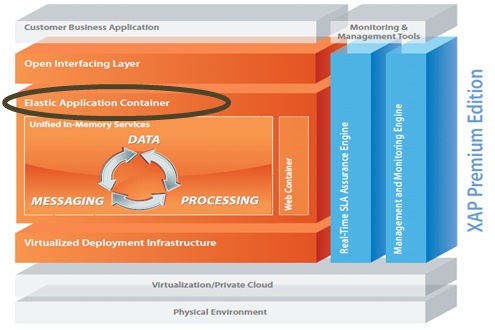 Customer Business Application
Monitoring &
Management Tools
Open Interfacing Layer
Elastic Application Container
Unified In-Memory Services
DATA
MESSAGING
PROCESSING
Web Container
Real-Time SLA Assurance Engine
Management and Monitoring Engine
XAP Premium Edition
Virtualized Deployment Infrastructure
Virtualization/Private Cloud
Physical Environment